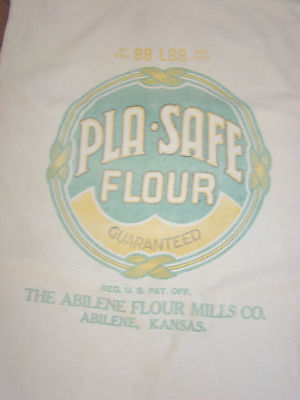 98 LBS.
PLA·SAFE
FLOUR
GUARANTEED
REG. U. S. PAT. OFF.
THE ABILENE FLOUR MILLS CO.
ABILENE, KANSAS.